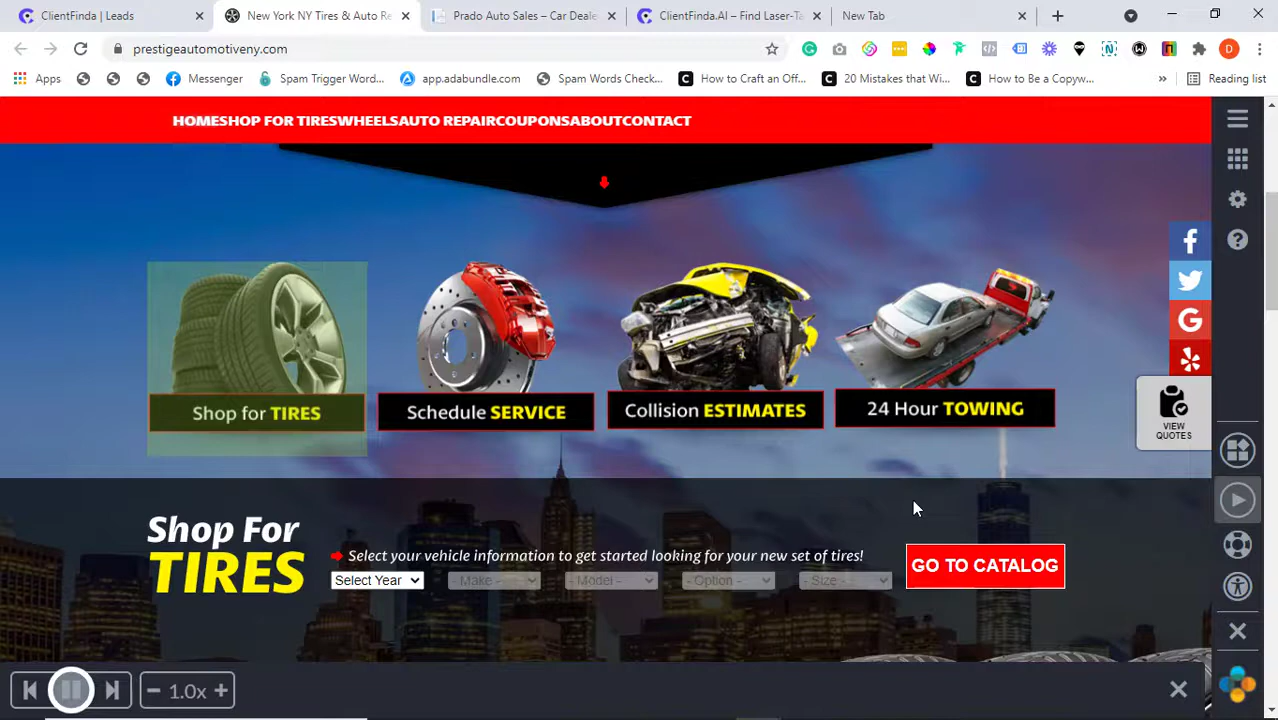 ClientFinda | Leads
New York NY Tires & Auto Re
Prado Auto Sales – Car Deale
ClientFinda.AI – Find Laser-Ta
New Tab
prestigeautomotiveny.com
D
Apps
Messenger
Spam Trigger Word...
app.adabundle.com
Spam Words Check...
How to Craft an Off...
20 Mistakes that Wi...
How to Be a Copyw...
»
Reading list
HOMESHOP FOR TIRESWHEELSAUTO REPAIRCOUPONSABOUTCONTACT
Shop for TIRES
Schedule SERVICE
Collision ESTIMATES
24 Hour TOWING
VIEW
QUOTES
Shop For
TIRES
Select your vehicle information to get started looking for your new set of tires!
Select Year
- Make -
- Model -
- Option -
- Size -
GO TO CATALOG
1.0x